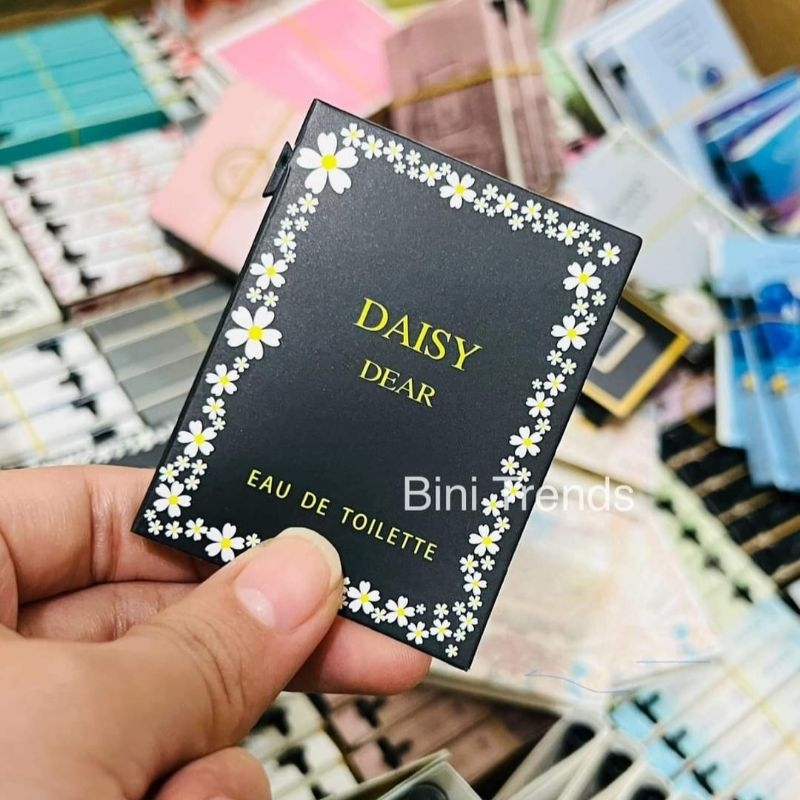 DAISY
DEAR
EAU DE TOILETTE
Bini Trends